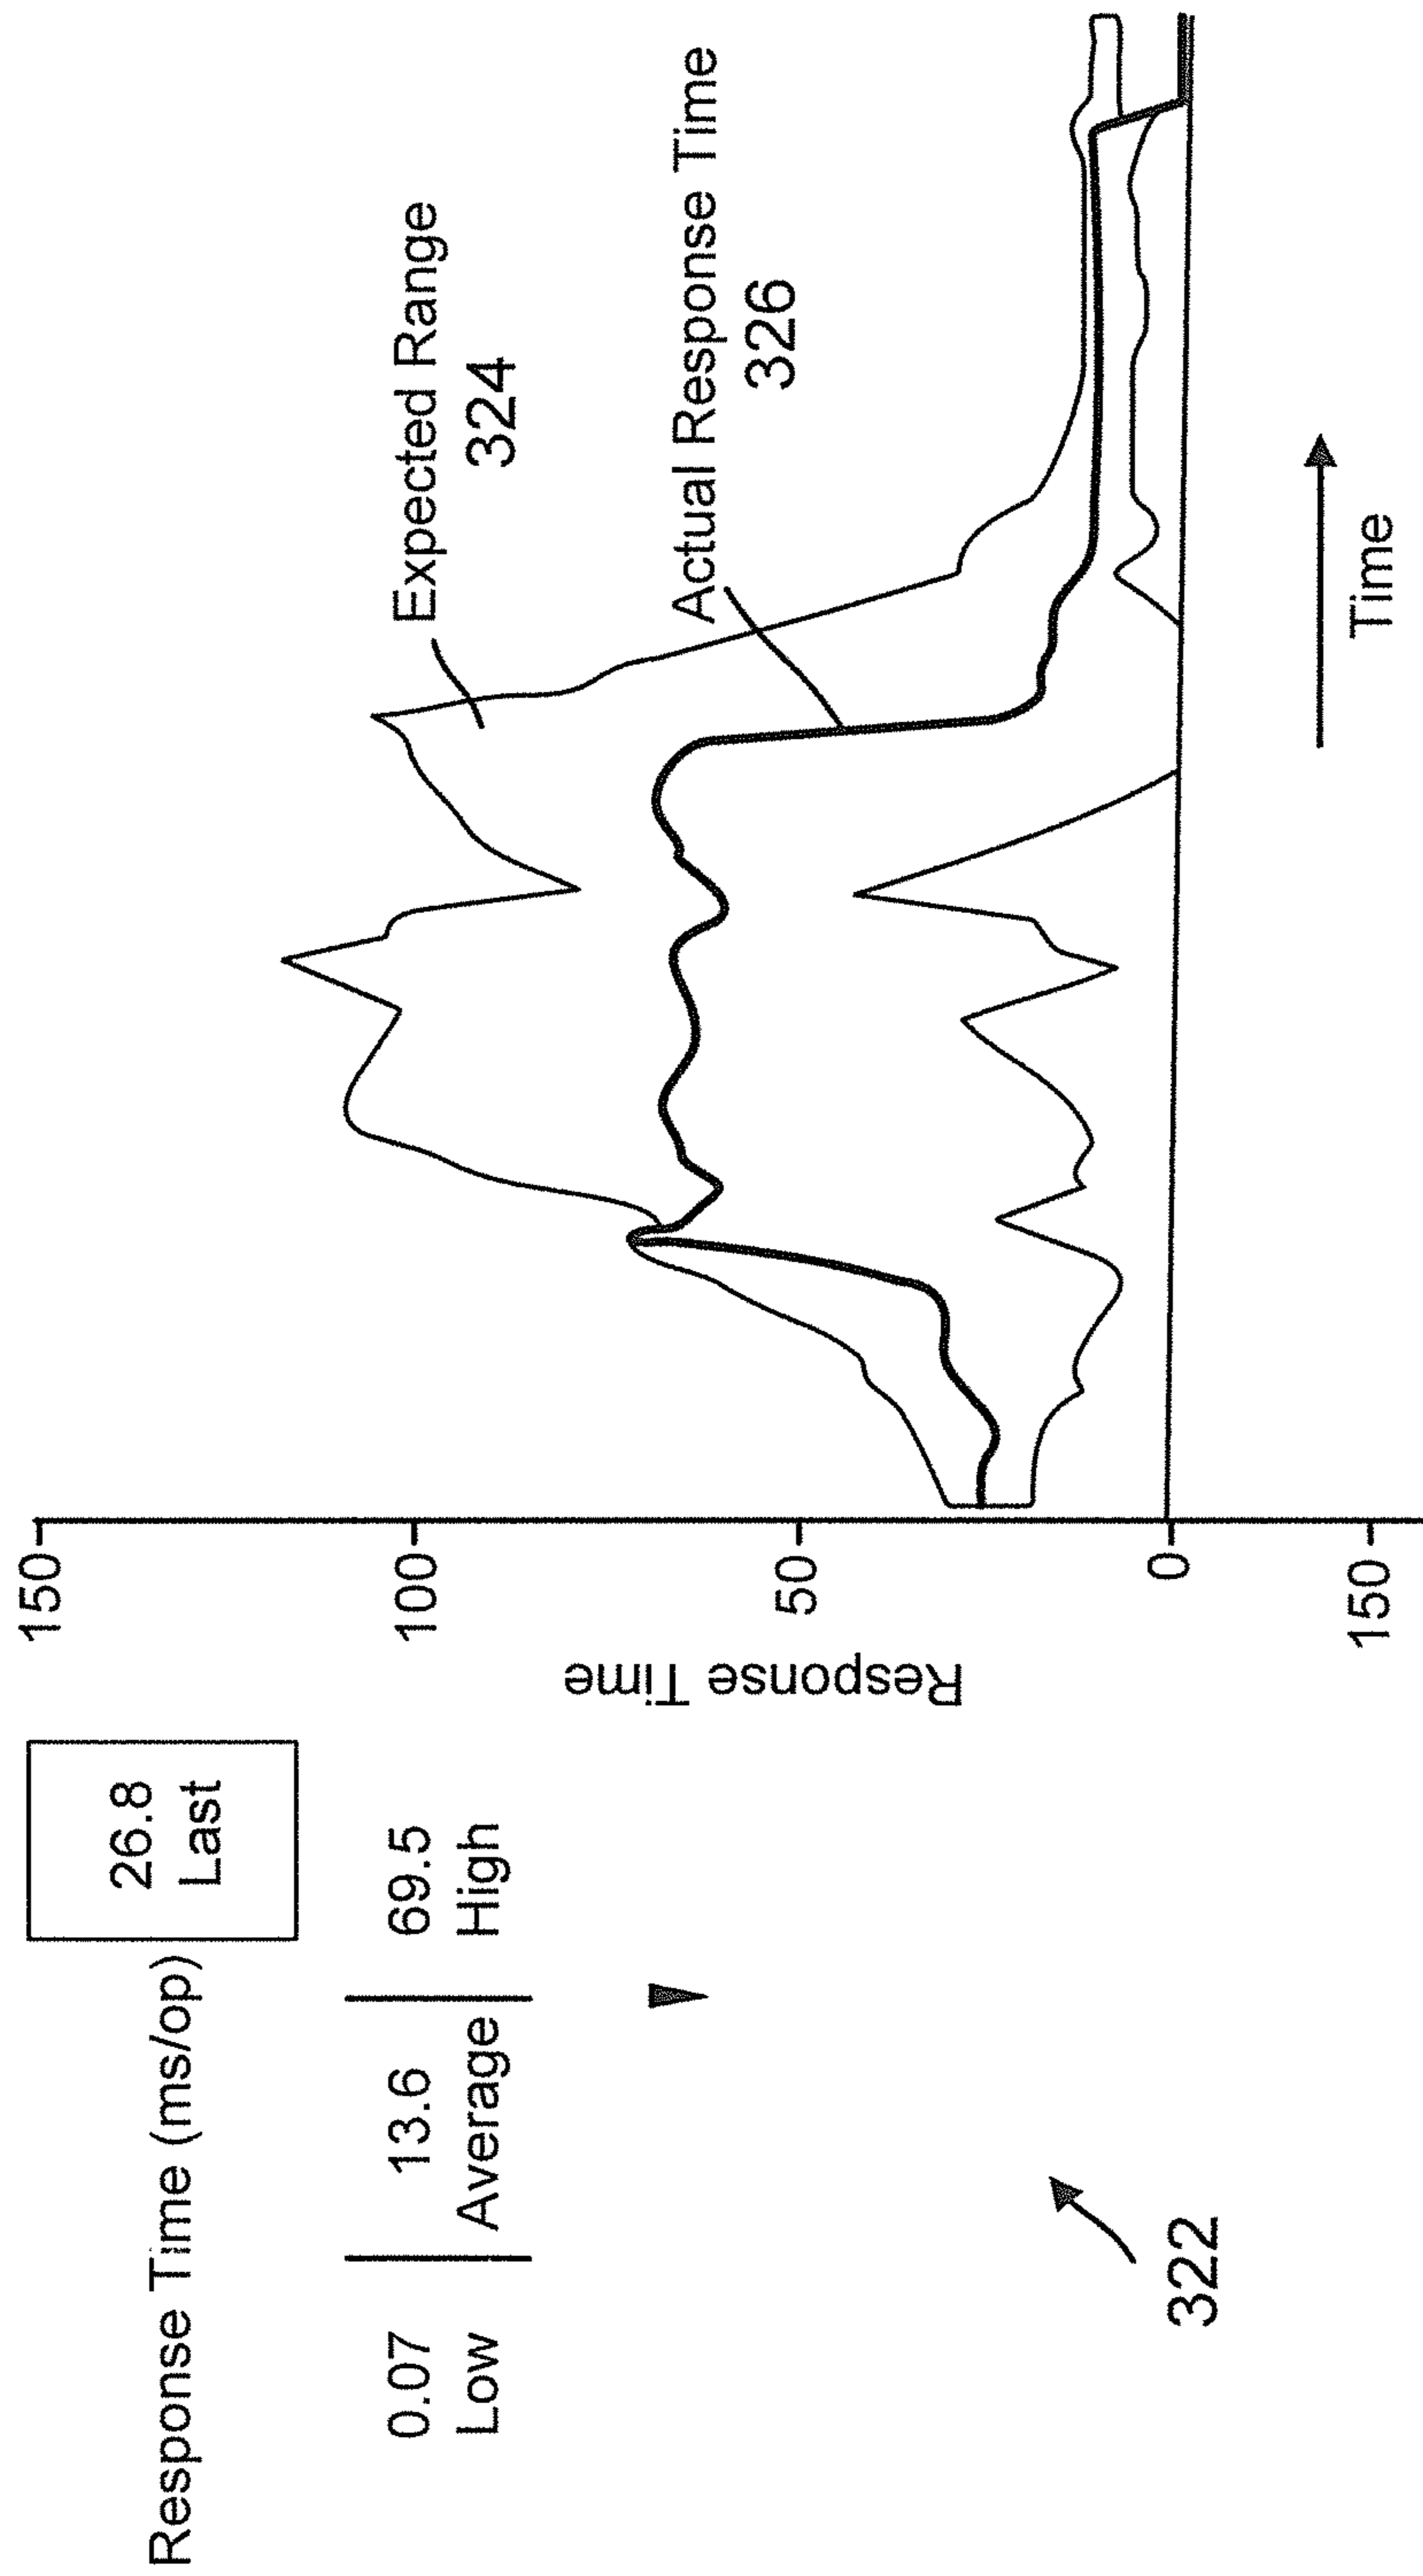 Response Time (ms/op)
26.8
Last
0.07
Low
13.6
Average
69.5
High
322
Response Time
150
100
50
0
150
Expected Range
324
Actual Response Time
326
Time